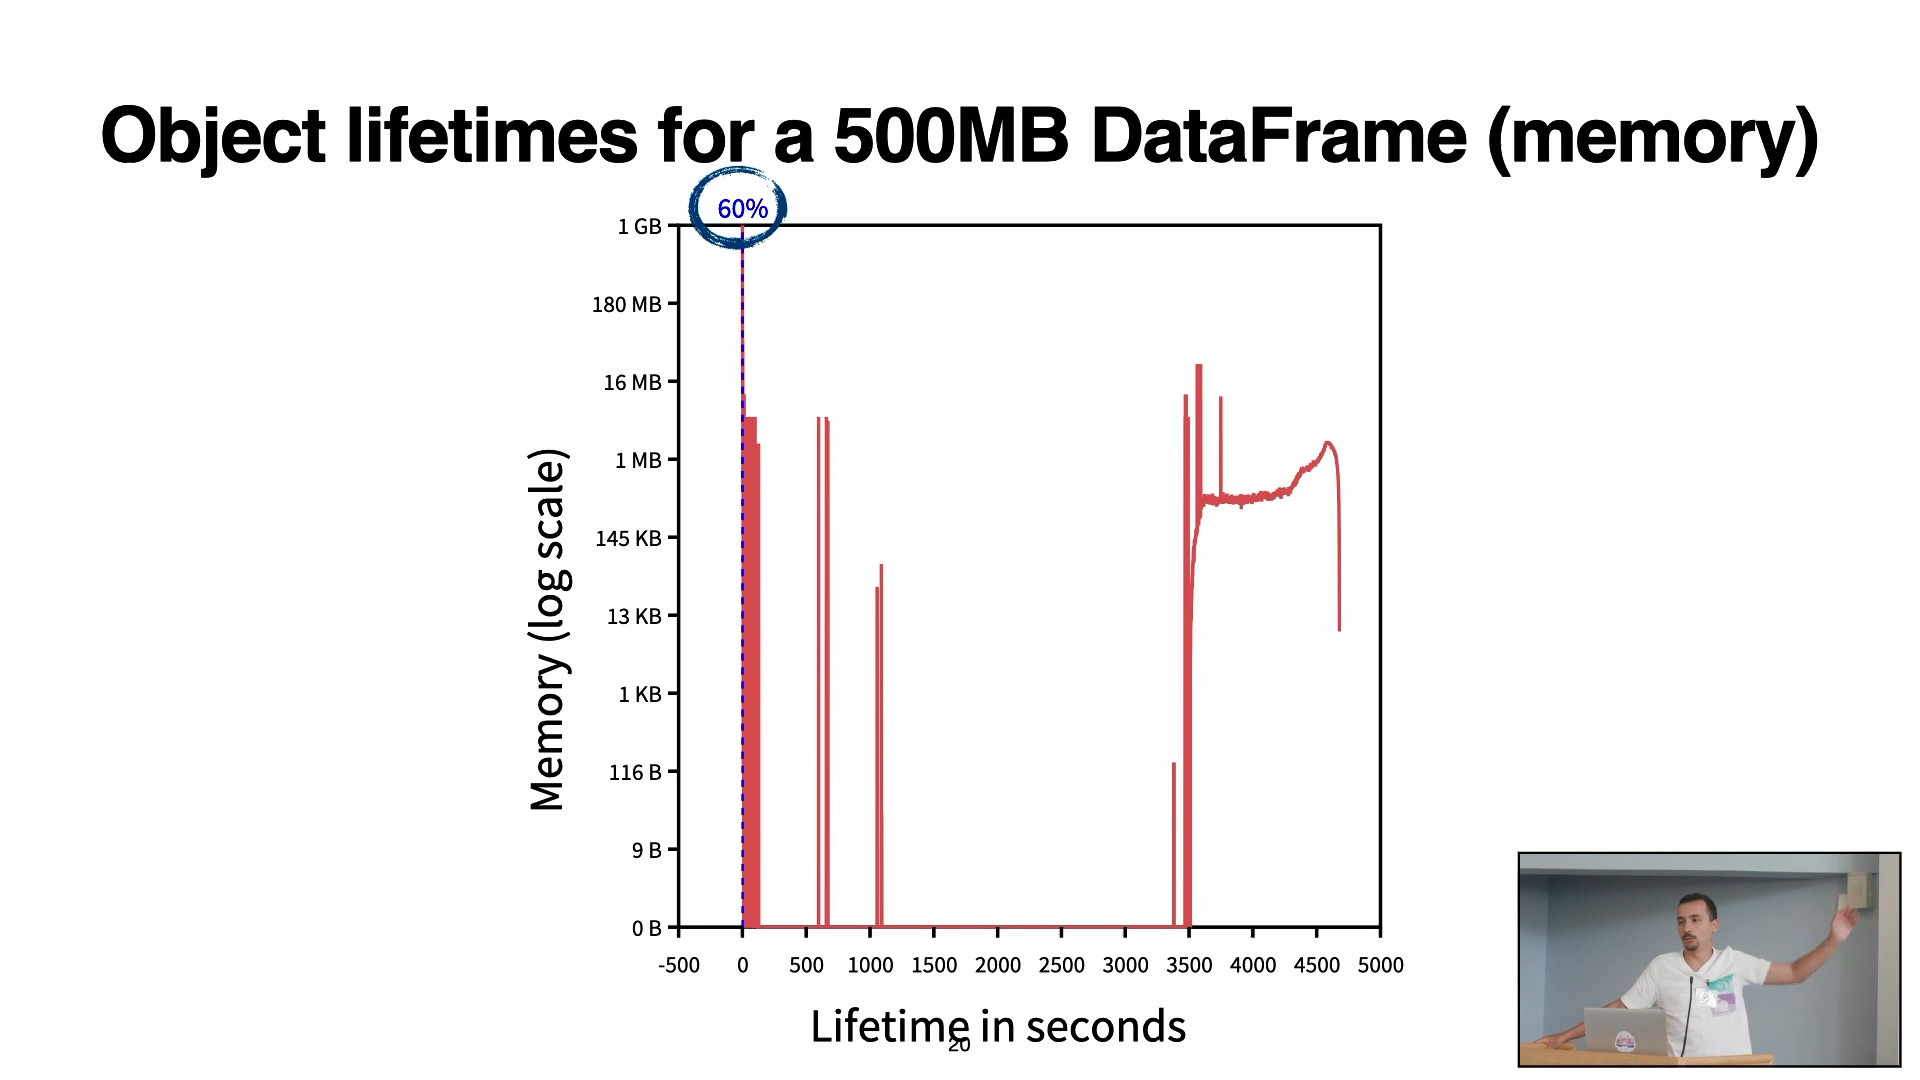 Object lifetimes for a 500MB DataFrame (memory)
60%
1 GB
180 MB
16 MB
1 MB
145 KB
13 KB
1 KB
116 B
9 B
0 B
Memory (log scale)
-500 0 500 1000 1500 2000 2500 3000 3500 4000 4500 5000
Lifetime in seconds
20